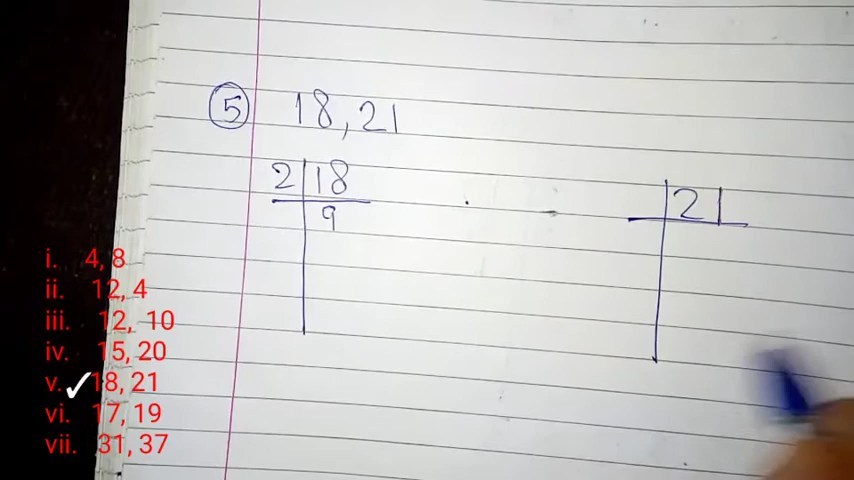 5 18, 21
2 18
9
21
i. 4, 8
ii. 12, 4
iii. 12, 10
iv. 15, 20
v. ✓ 18, 21
vi. 17, 19
vii. 31, 37